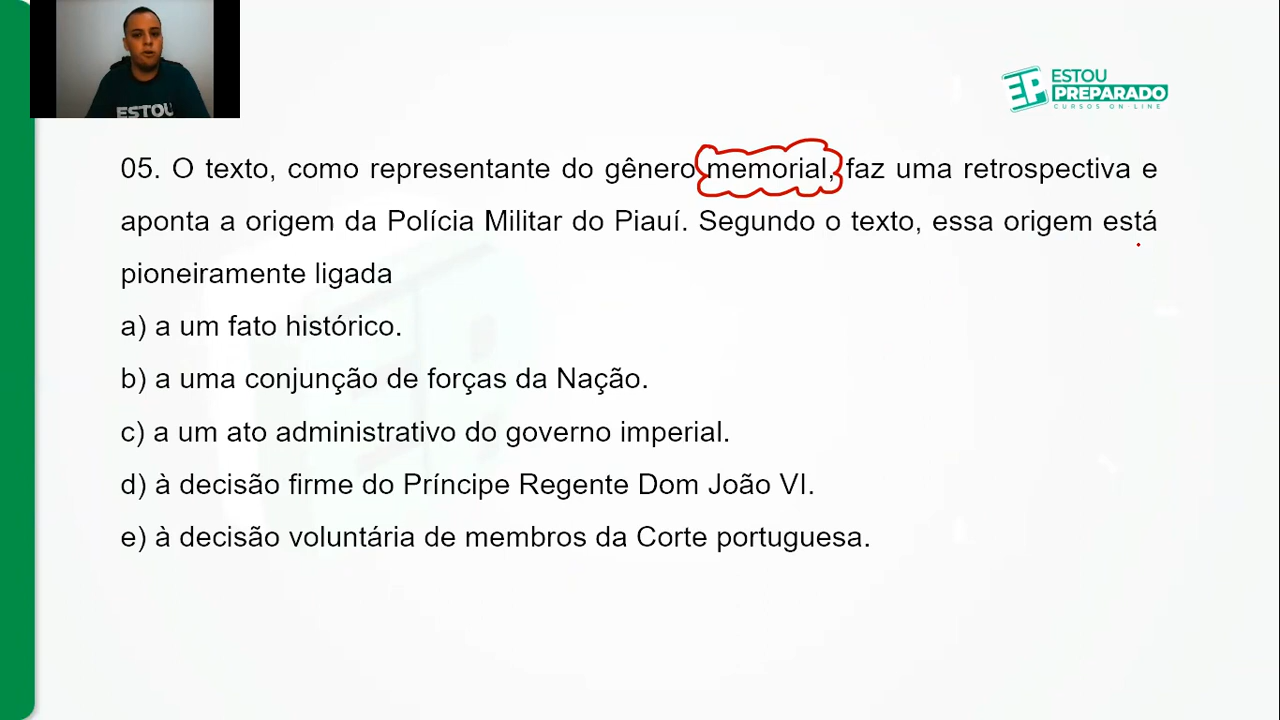 ESTOU
ESTOU
PREPARADO
CURSOS ON-LINE
05. O texto, como representante do gênero memorial, faz uma retrospectiva e
aponta a origem da Polícia Militar do Piauí. Segundo o texto, essa origem está
pioneiramente ligada
a) a um fato histórico.
b) a uma conjunção de forças da Nação.
c) a um ato administrativo do governo imperial.
d) à decisão firme do Príncipe Regente Dom João VI.
e) à decisão voluntária de membros da Corte portuguesa.